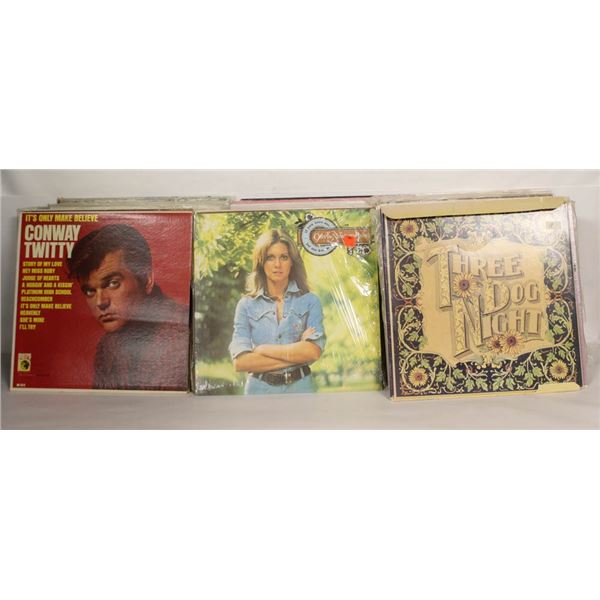 IT'S ONLY MAKE BELIEVE
CONWAY
TWITTY
STORY OF MY LOVE
HEY MISS RUBY
JUDGE OF HEARTS
A HUGGIN' AND A KISSIN'
PLATINUM HIGH SCHOOL
BEACHCOMBER
IT'S ONLY MAKE BELIEVE
HEAVENLY
SHE'S MINE
I'LL TRY
THREE
DOG
NIGHT